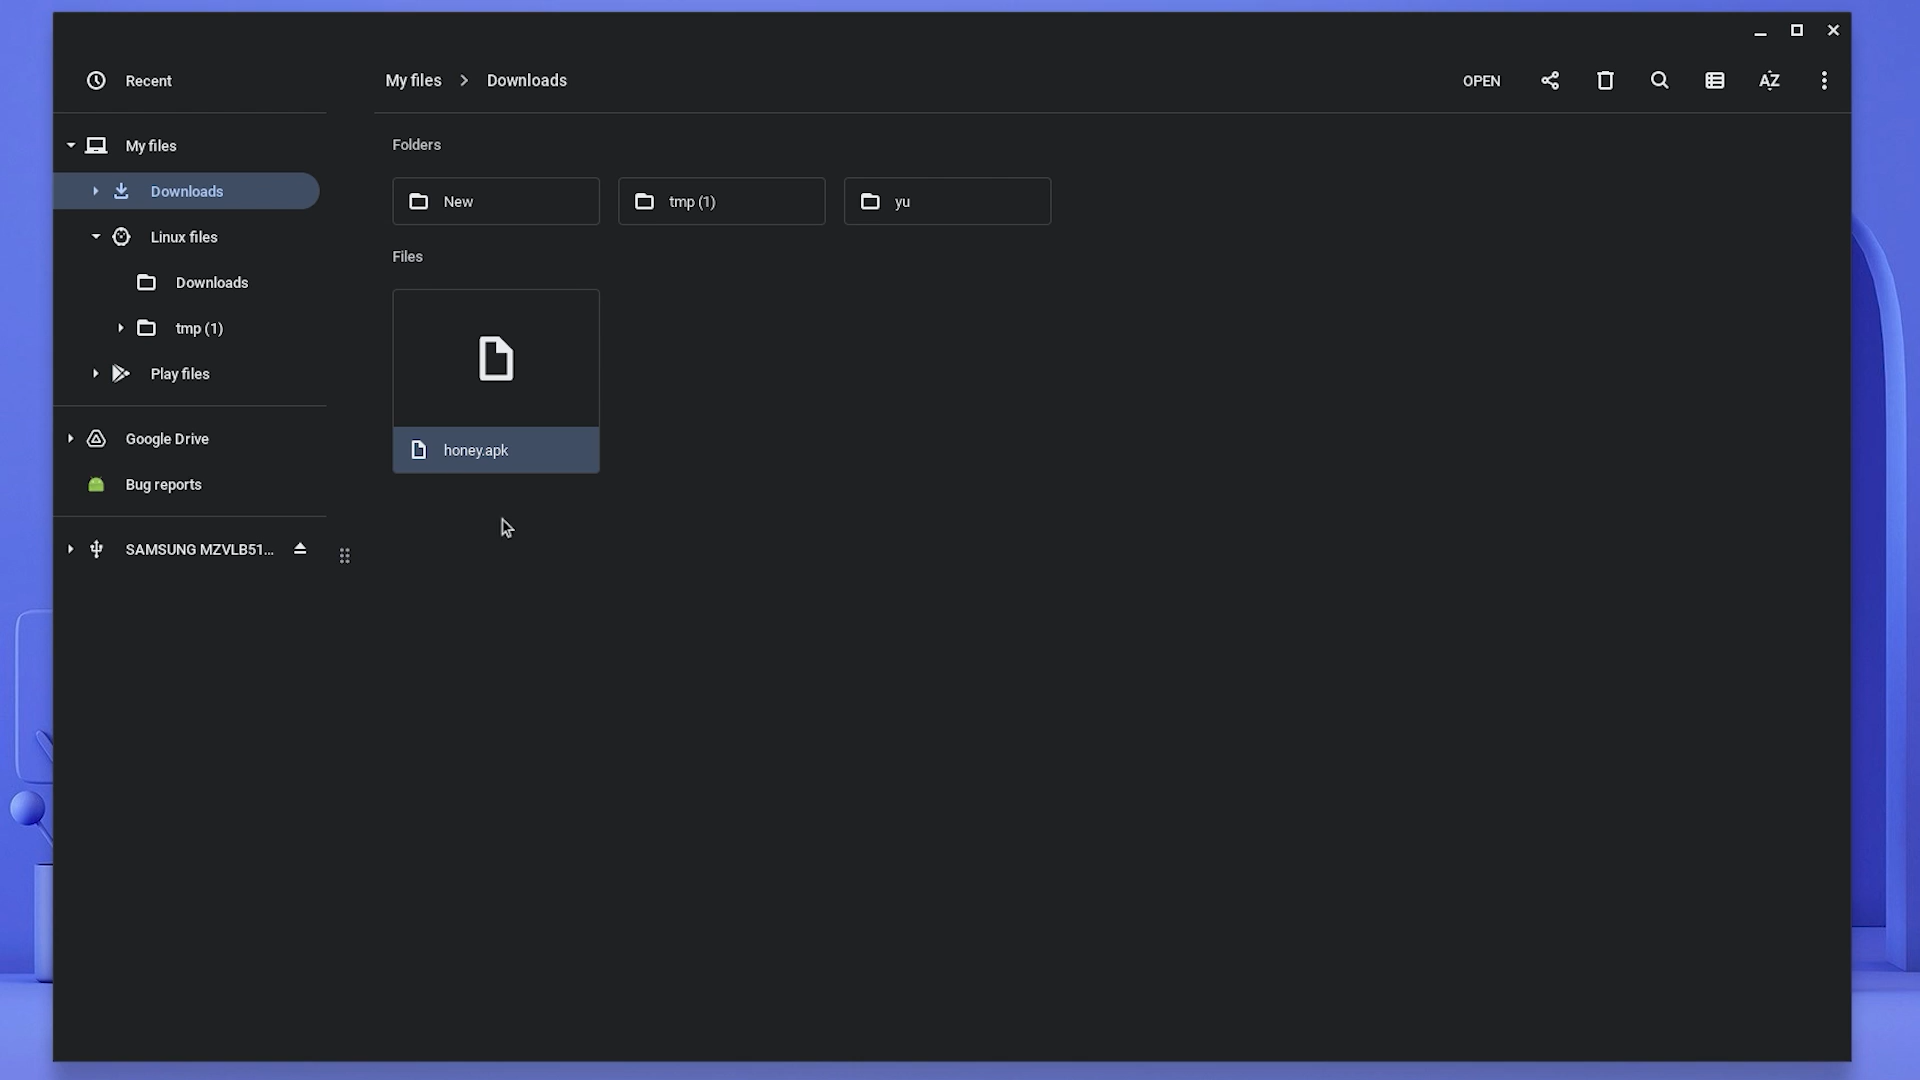 Recent
My files
Downloads
Linux files
Downloads
tmp (1)
Play files
Google Drive
Bug reports
SAMSUNG MZVLB51...
My files > Downloads
OPEN
AZ
Folders
New
tmp (1)
yu
Files
honey.apk